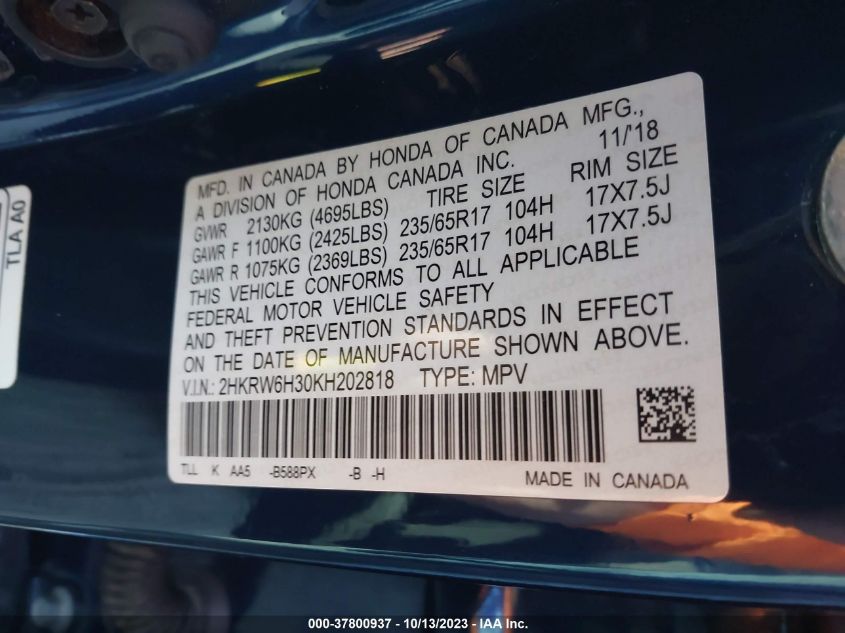 MFD. IN CANADA BY HONDA OF CANADA MFG.,
A DIVISION OF HONDA CANADA INC. 11/'18
GVWR 2130KG (4695LBS) TIRE SIZE RIM SIZE
GAWR F 1100KG (2425LBS) 235/65R17 104H 17X7.5J
GAWR R 1075KG (2369LBS) 235/65R17 104H 17X7.5J
THIS VEHICLE CONFORMS TO ALL APPLICABLE
FEDERAL MOTOR VEHICLE SAFETY
AND THEFT PREVENTION STANDARDS IN EFFECT
ON THE DATE OF MANUFACTURE SHOWN ABOVE.
V.I.N.: 2HKRW6H30KH202818 TYPE: MPV
TLL K AA5 -B588PX -B -H
MADE IN CANADA
TLA A0
000-37800937 - 10/13/2023 - IAA Inc.